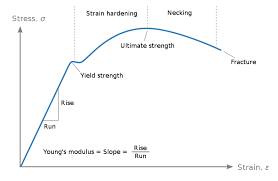 Stress, σ
Strain hardening
Necking
Ultimate strength
Fracture
Yield strength
Rise
Run
Young's modulus = Slope = Rise
Run
Strain, ε